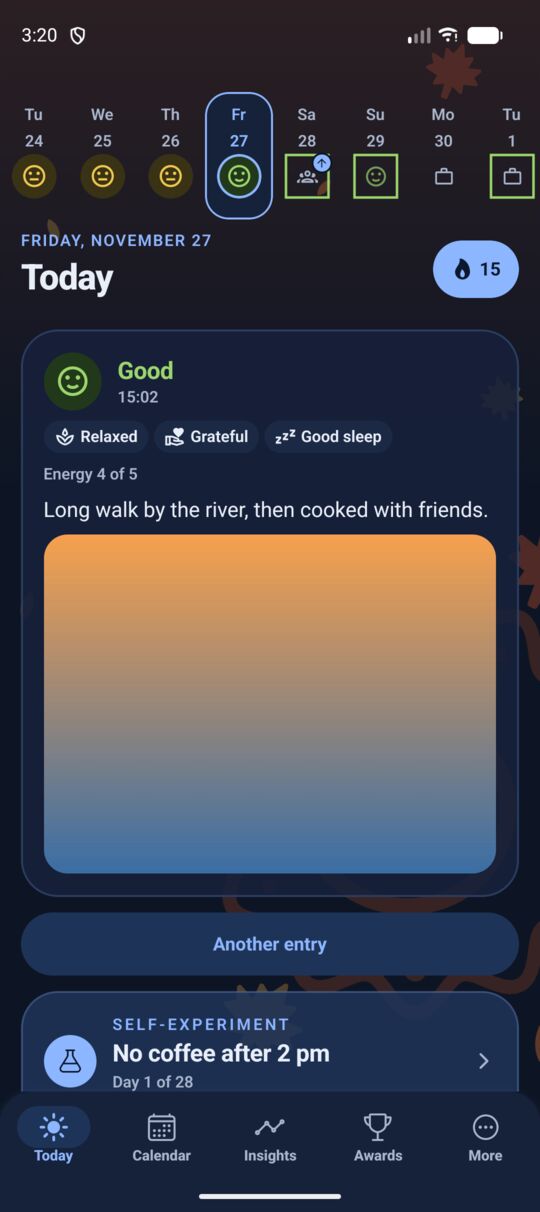 3:20
Tu We Th Fr Sa Su Mo Tu
24 25 26 27 28 29 30 1
FRIDAY, NOVEMBER 27
Today
15
Good
15:02
Relaxed Grateful zzz Good sleep
Energy 4 of 5
Long walk by the river, then cooked with friends.
Another entry
SELF-EXPERIMENT
No coffee after 2 pm
Day 1 of 28
Today Calendar Insights Awards More